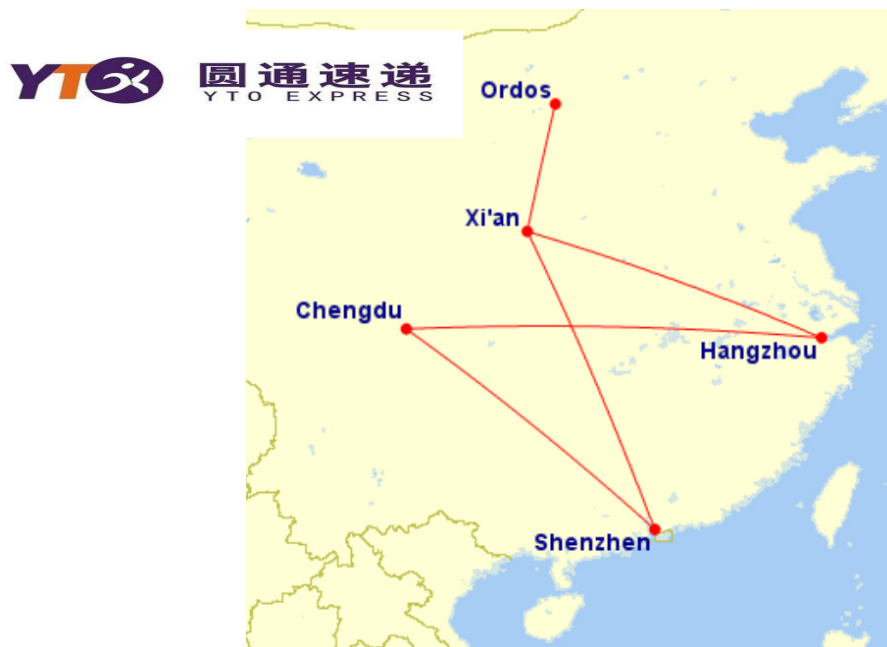 YTO 圆通速递
YTO EXPRESS
Ordos
Xi'an
Chengdu
Hangzhou
Shenzhen